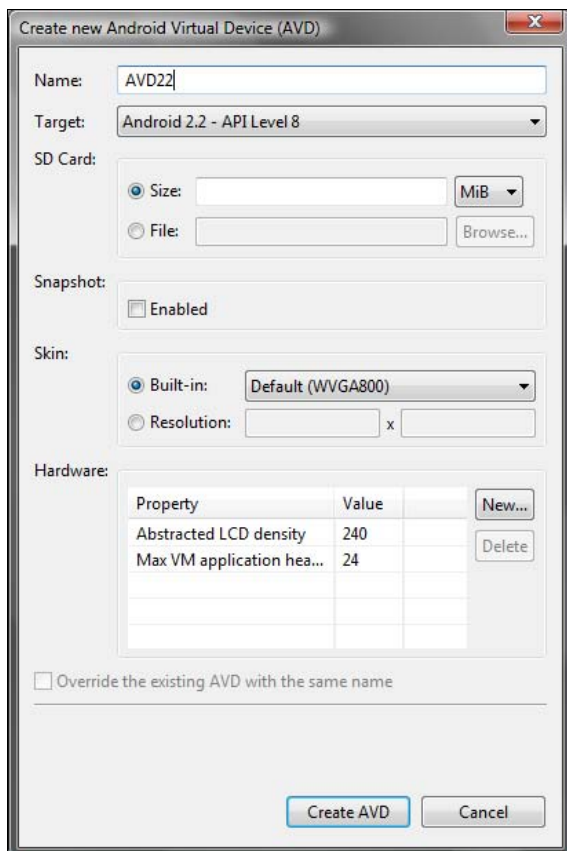 Create new Android Virtual Device (AVD)
Name: AVD22
Target: Android 2.2 - API Level 8
SD Card:
Size: MiB
File: Browse...
Snapshot:
Enabled
Skin:
Built-in: Default (WVGA800)
Resolution: x
Hardware:
Property Value New...
Abstracted LCD density 240
Delete
Max VM application hea... 24
Override the existing AVD with the same name
Create AVD Cancel